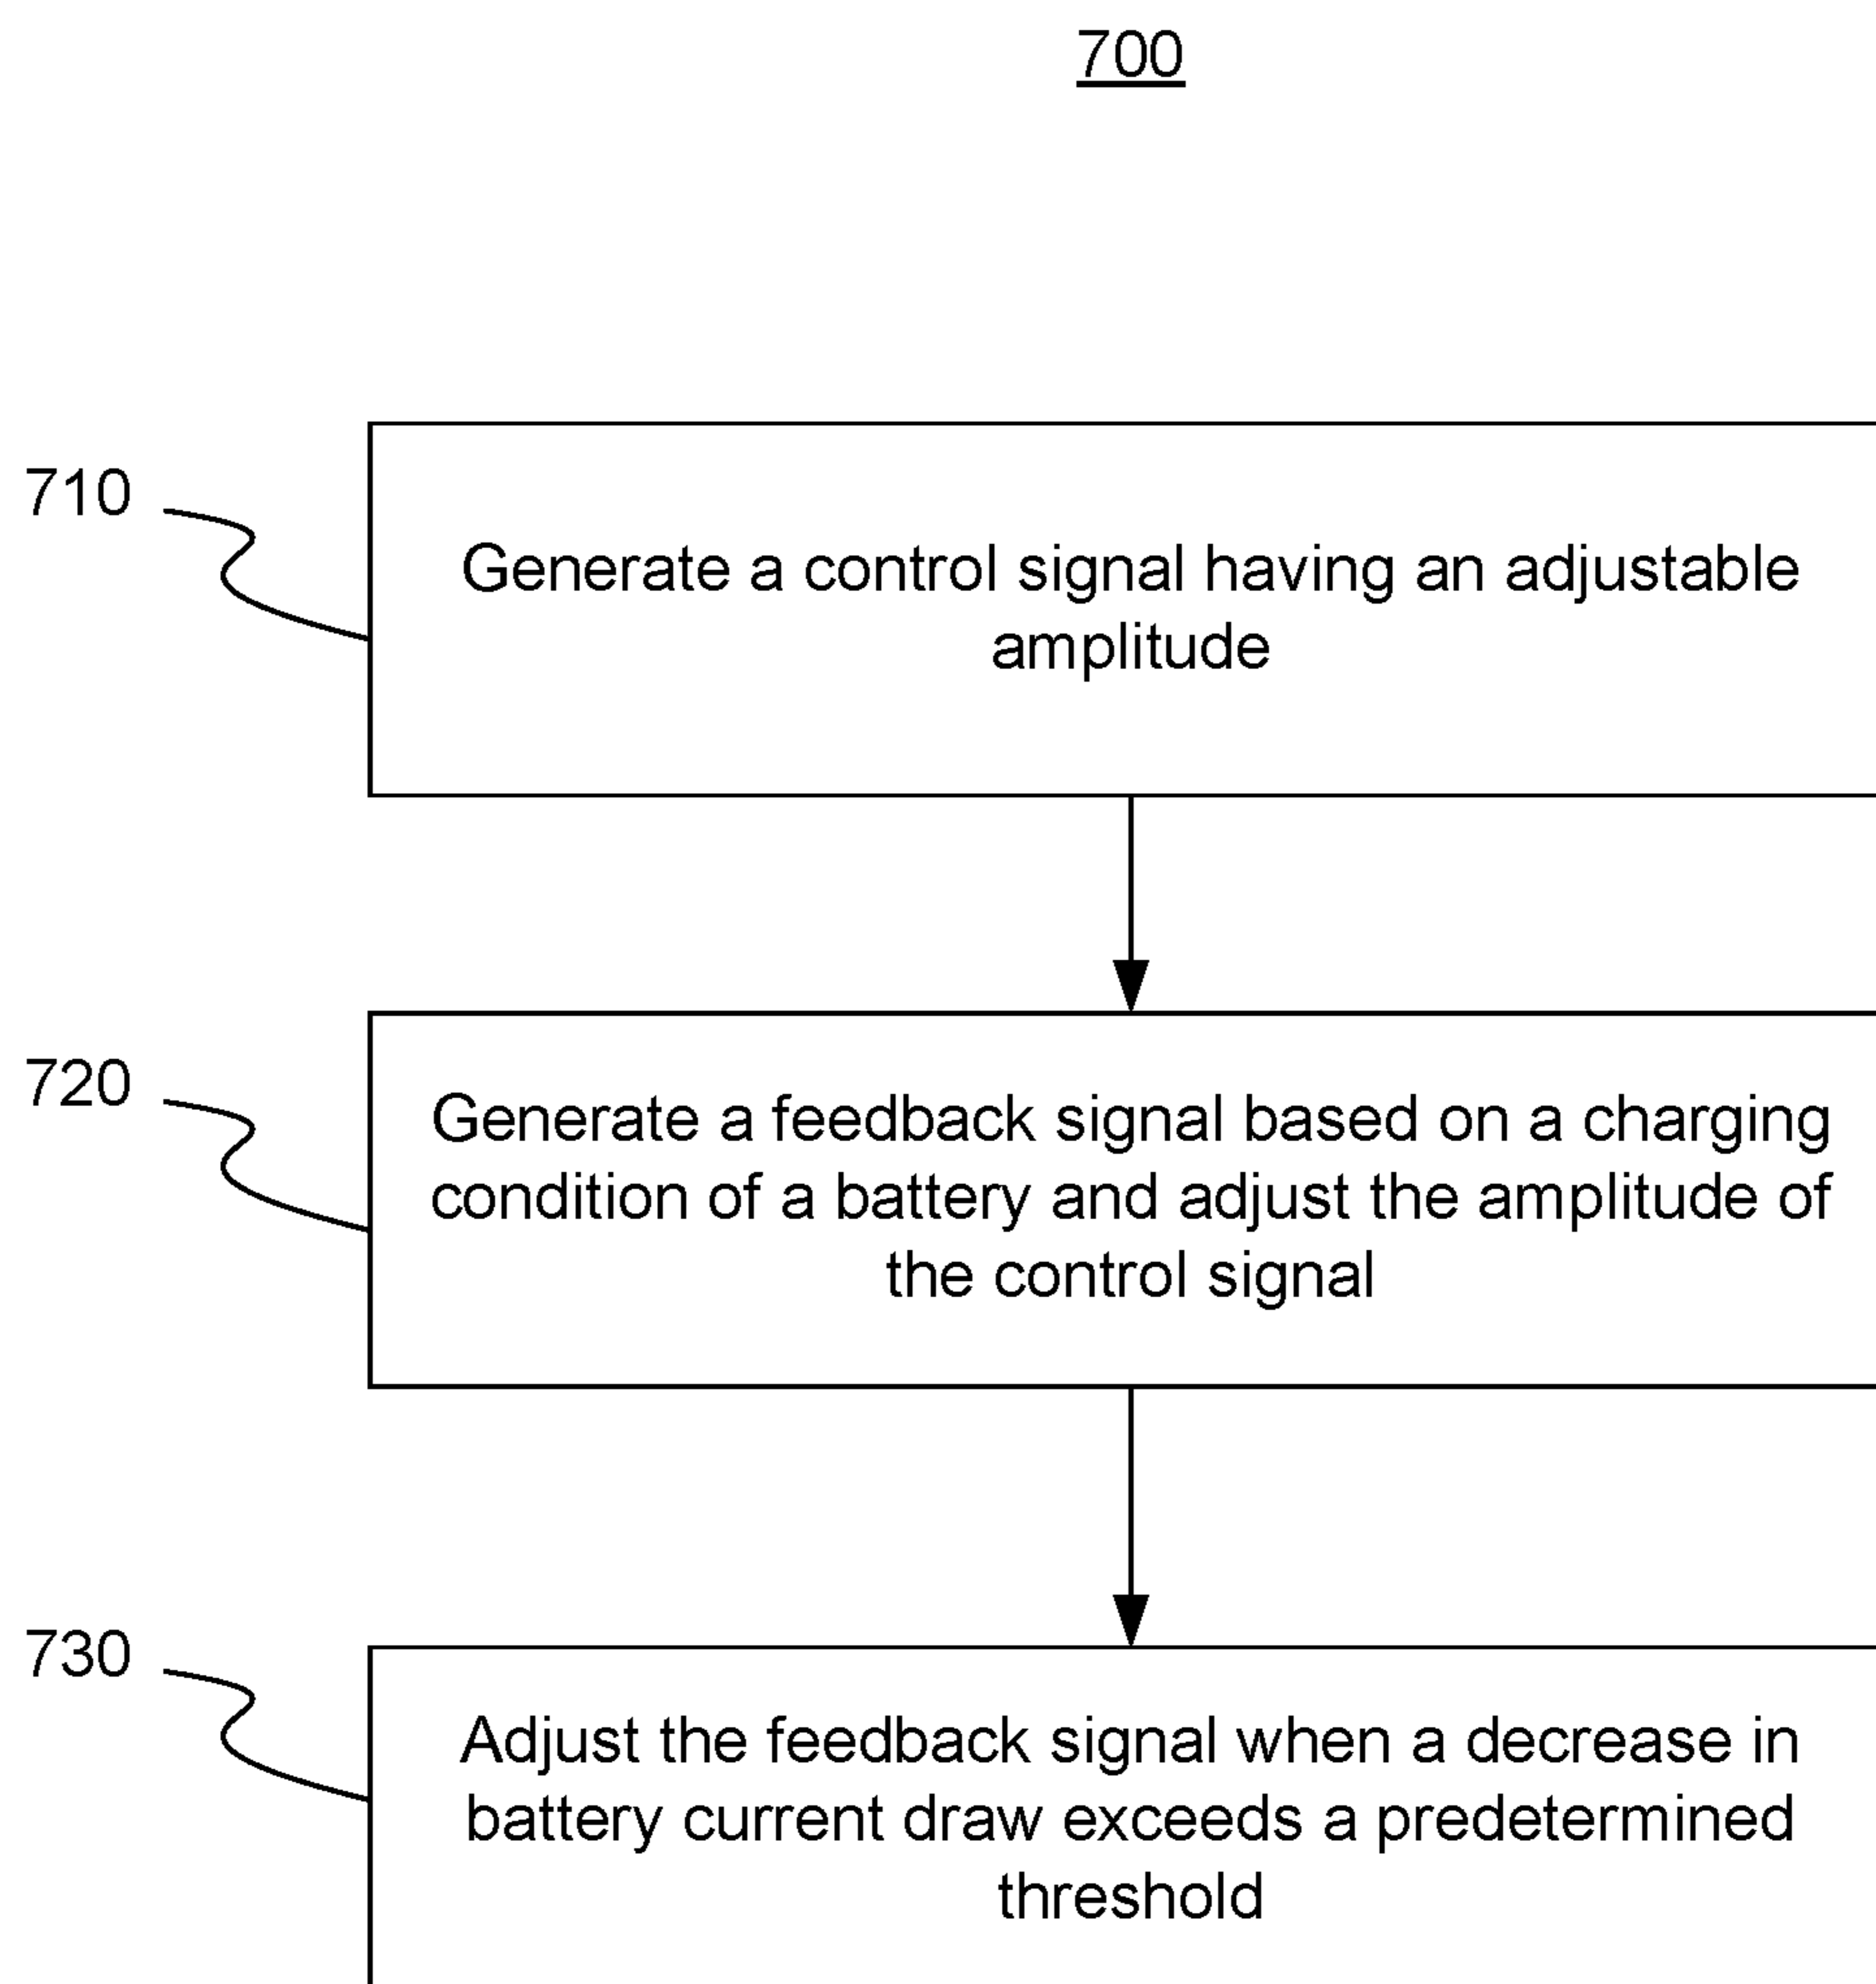 700
710
Generate a control signal having an adjustable
amplitude
720
Generate a feedback signal based on a charging
condition of a battery and adjust the amplitude of
the control signal
730
Adjust the feedback signal when a decrease in
battery current draw exceeds a predetermined
threshold